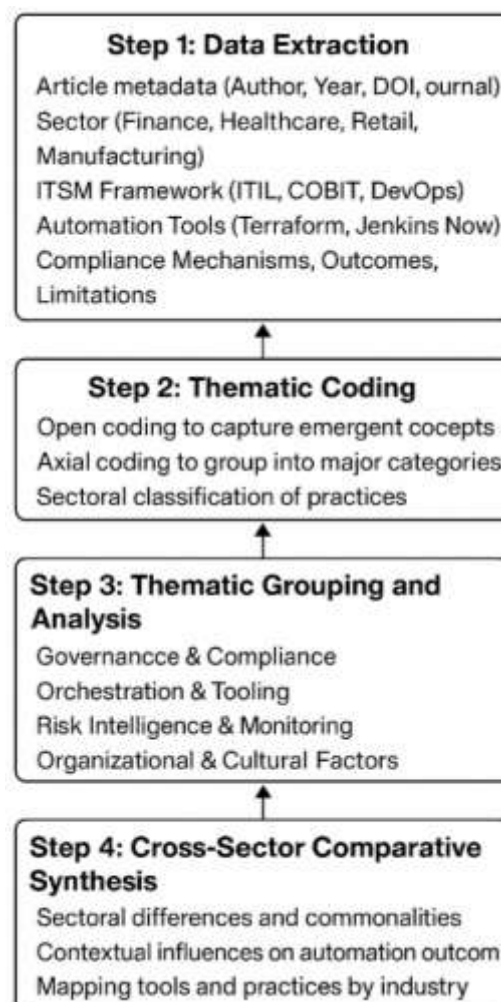 Step 1: Data Extraction
Article metadata (Author, Year, DOI, ournal)
Sector (Finance, Healthcare, Retail,
Manufacturing)
ITSM Framework (ITIL, COBIT, DevOps)
Automation Tools (Terraform, Jenkins Now)
Compliance Mechanisms, Outcomes,
Limitations
Step 2: Thematic Coding
Open coding to capture emergent cocepts
Axial coding to group into major categories
Sectoral classification of practices
Step 3: Thematic Grouping and
Analysis
Governancce & Compliance
Orchestration & Tooling
Risk Intelligence & Monitoring
Organizational & Cultural Factors
Step 4: Cross-Sector Comparative
Synthesis
Sectoral differences and commonalities
Contextual influences on automation outcom
Mapping tools and practices by industry